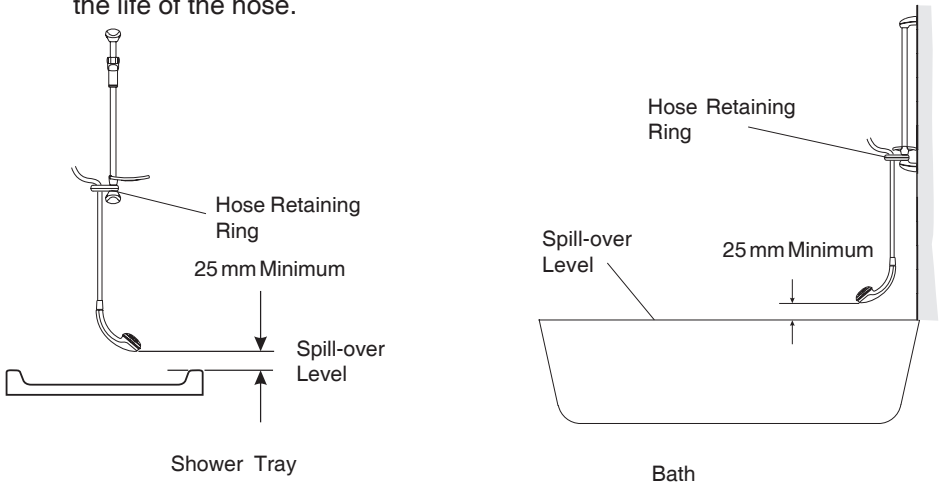 the life of the hose.
Hose Retaining
Ring
25 mm Minimum
Spill-over
Level
Shower Tray
Hose Retaining
Ring
Spill-over
Level
25 mm Minimum
Bath